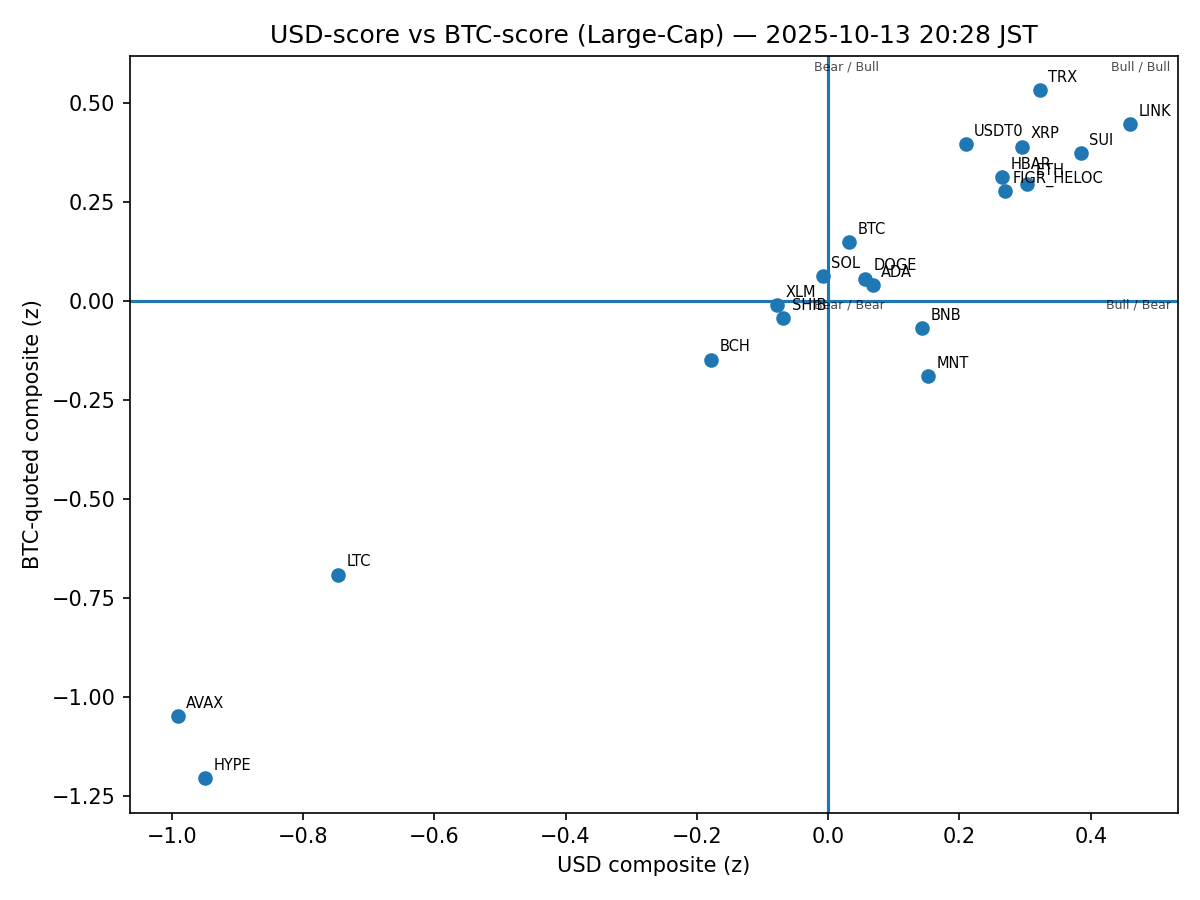 USD-score vs BTC-score (Large-Cap) — 2025-10-13 20:28 JST
Bear / Bull
Bull / Bull
TRX
LINK
USDT0
XRP
SUI
HBAR
ETH
FIGR_HELOC
BTC
SOL
DOGE
ADA
XLM
SHIB
Bear / Bear
Bull / Bear
BNB
BCH
MNT
LTC
AVAX
HYPE
0.50
0.25
0.00
−0.25
−0.50
−0.75
−1.00
−1.25
BTC-quoted composite (z)
−1.0
−0.8
−0.6
−0.4
−0.2
0.0
0.2
0.4
USD composite (z)